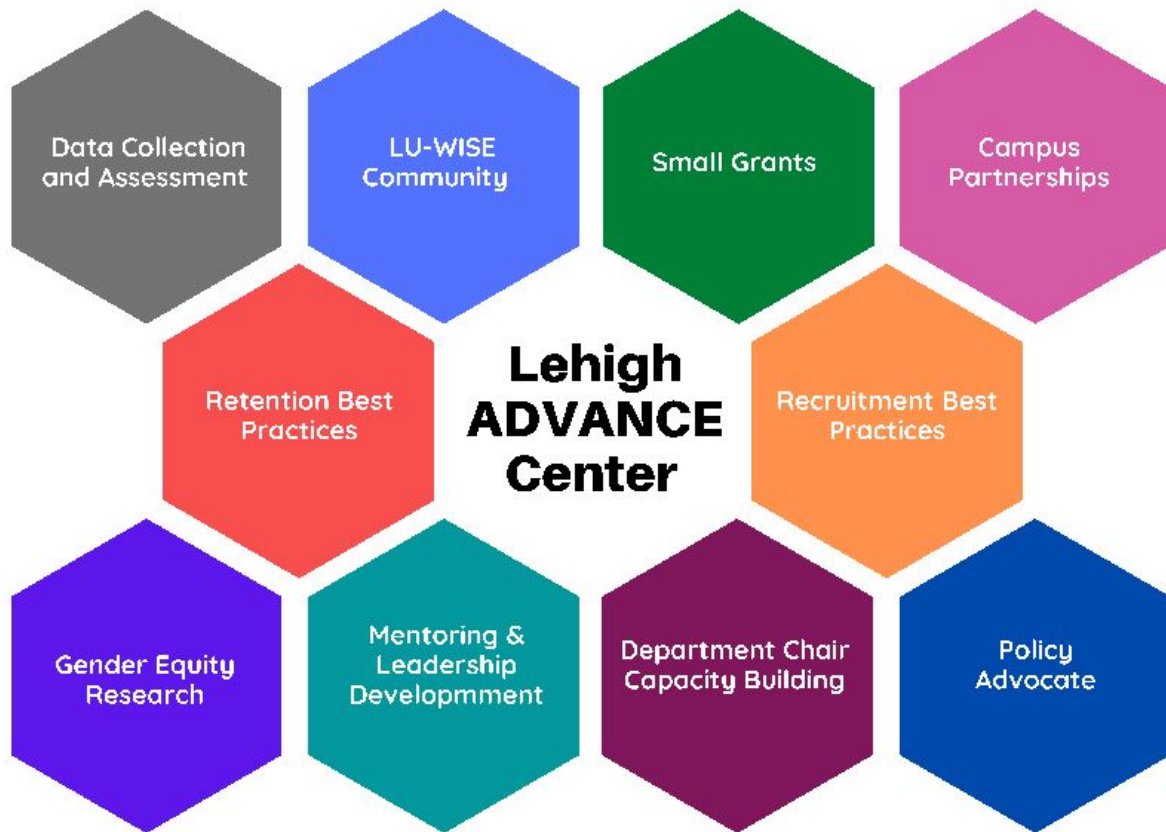 Data Collection
and Assessment
LU-WISE
Community
Small Grants
Campus
Partnerships
Retention Best
Practices
Lehigh
ADVANCE
Center
Recruitment Best
Practices
Gender Equity
Research
Mentoring &
Leadership
Developmment
Department Chair
Capacity Building
Policy
Advocate